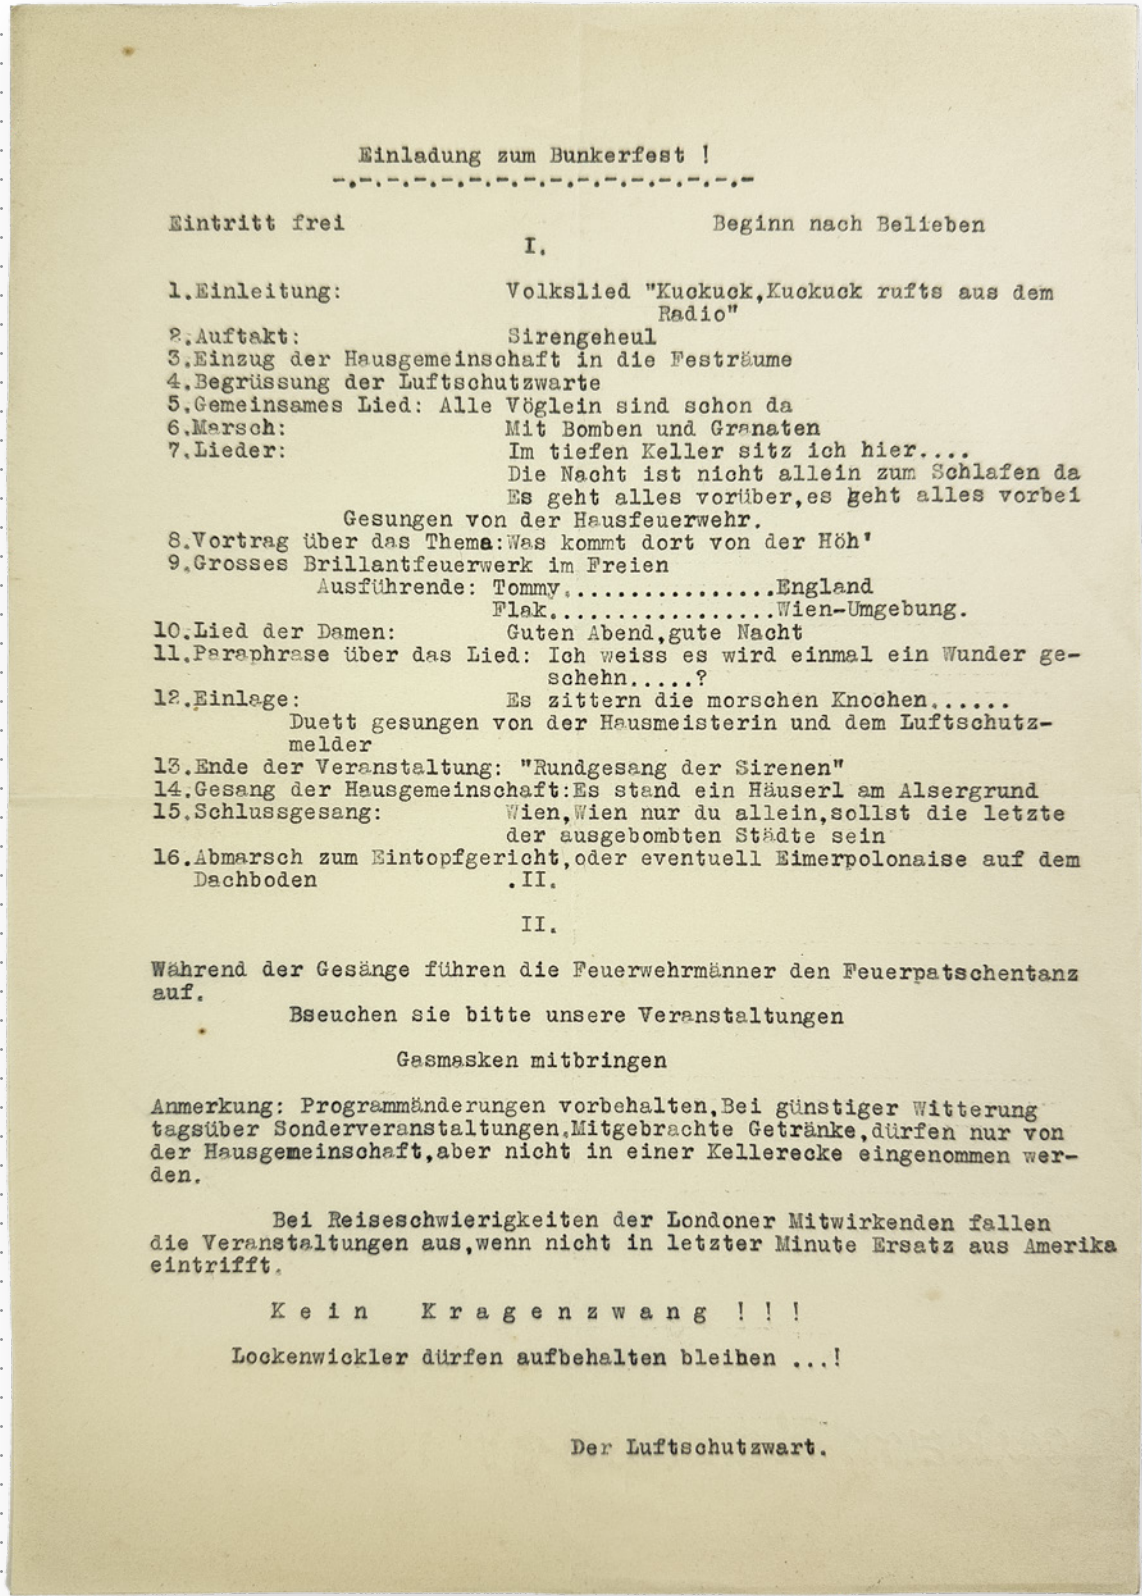 Einladung zum Bunkerfest !
-.-.-.-.-.-.-.-.-.-.-.-.-.-.-.-
Eintritt frei Beginn nach Belieben
I.
1.Einleitung: Volkslied "Kuckuck,Kuckuck rufts aus dem
Radio"
2.Auftakt: Sirengeheul
3.Einzug der Hausgemeinschaft in die Festräume
4.Begrüssung der Luftschutzwarte
5.Gemeinsames Lied: Alle Vöglein sind schon da
6.Marsch: Mit Bomben und Granaten
7.Lieder: Im tiefen Keller sitz ich hier....
Die Nacht ist nicht allein zum Schlafen da
Es geht alles vorüber,es geht alles vorbei
Gesungen von der Hausfeuerwehr.
8.Vortrag über das Thema:Was kommt dort von der Höh'
9.Grosses Brillantfeuerwerk im Freien
Ausführende: Tommy................England
Flak.................Wien-Umgebung.
10.Lied der Damen: Guten Abend,gute Nacht
11.Paraphrase über das Lied: Ich weiss es wird einmal ein Wunder ge-
schehn.....?
12.Einlage: Es zittern die morschen Knochen......
Duett gesungen von der Hausmeisterin und dem Luftschutz-
melder
13.Ende der Veranstaltung: "Rundgesang der Sirenen"
14.Gesang der Hausgemeinschaft:Es stand ein Häuserl am Alsergrund
15.Schlussgesang: Wien,Wien nur du allein,sollst die letzte
der ausgebombten Städte sein
16.Abmarsch zum Eintopfgericht,oder eventuell Eimerpolonaise auf dem
Dachboden .II.
II.
Während der Gesänge führen die Feuerwehrmänner den Feuerpatschentanz
auf.
Bseuchen sie bitte unsere Veranstaltungen
Gasmasken mitbringen
Anmerkung: Programmänderungen vorbehalten.Bei günstiger Witterung
tagsüber Sonderveranstaltungen.Mitgebrachte Getränke,dürfen nur von
der Hausgemeinschaft,aber nicht in einer Kellerecke eingenommen wer-
den.
Bei Reiseschwierigkeiten der Londoner Mitwirkenden fallen
die Veranstaltungen aus,wenn nicht in letzter Minute Ersatz aus Amerika
eintrifft.
K e i n   K r a g e n z w a n g ! ! !
Lockenwickler dürfen aufbehalten bleiben ...!
Der Luftschutzwart.